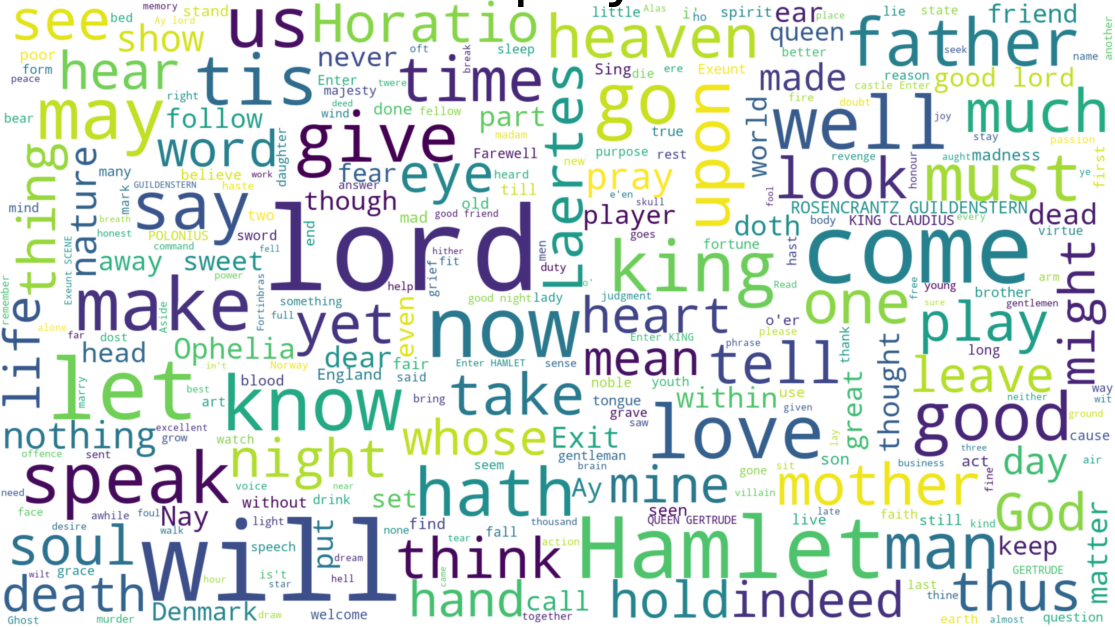 see
bed
memory
Ay lord
stand
show
us
Horatio
little
Alas
i'
ho
spirit
ear
place
lie
state
friend
another
poor
form
peace
hear
tis
never
time
oft
break
sleep
heaven
queen
better
father
seek
name
Enter
majesty
twere
Sing
die
ere
Exeunt
made
reason
good lord
castle Enter
may
right
deed
wind
done
fellow
part
madam
go
upon
fire
doubt
well
joy
much
bear
follow
give
Laertes
true
world
stay
passion
thing
nature
word
daughter
Farewell
new
purpose
rest
revenge
honour
aught
madness
first
many
believe
work
fear
answer
eye
heard
till
pray
e'en
skull
look
must
ye
mind
mark
GUILDENSTERN
haste
say
two
though
old
mad
good friend
player
goes
fool
ROSENCRANTZ GUILDENSTERN
KING CLAUDIUS
every
dead
honest
breath
POLONIUS
command
sword
fell
end
lord
hither
fit
grief
men
duty
doth
fortune
hast
body
come
virtue
Exeunt SCENE
away
sweet
power
help
good night
lady
o'
king
judgment
Read
young
brother
arm
might
remember
life
make
Aside
Fortinbras
something
full
yet
even
now
heart
o'er
please
one
free
sure
gentlemen
play
alone
far
dost
head
Ophelia
in't
Norway
dear
fair
Enter HAMLET
sense
Enter KING
mean
phrase
tell
thank
thought
long
let
marry
best
art
blood
England
said
bring
know
take
noble
youth
tongue
grave
saw
within
use
given
great
leave
neither
way
wit
ground
nothing
excellent
grow
watch
whose
Exit
gentleman
love
lay
good
cause
offence
sent
night
seem
brain
gone
sit
son
business
three
act
fine
day
air
need
speak
voice
near
without
drink
set
hath
Ay
mine
villain
mother
face
awhile
foul
Nay
seen
QUEEN GERTRUDE
late
faith
still
kind
God
desire
walk
light
put
none
find
fall
thousand
live
soul
will
speech
dream
tear
action
think
Hamlet
man
keep
matter
wilt
grace
is't
star
hell
hour
came
GERTRUDE
death
Denmark
draw
welcome
hand
call
together
hold
indeed
last
thine
thus
Ghost
murder
earth
almost
question